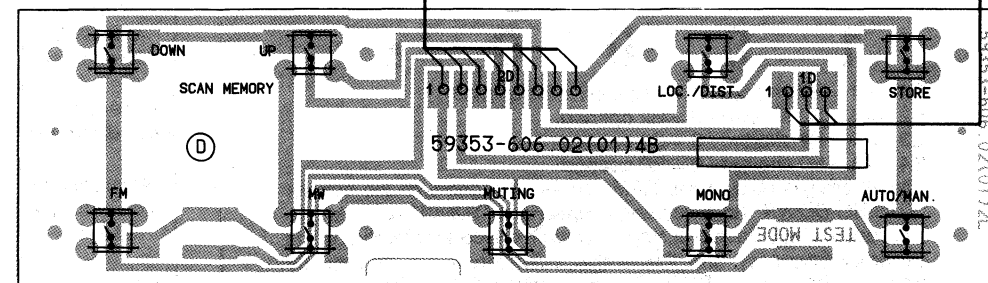 DOWN
UP
SCAN MEMORY
2D
1
LOC./DIST.
1D
1
STORE
D
59353-606.02(01)4B
FM
MW
MUTING
MONO
AUTO/MAN.
TEST MODE